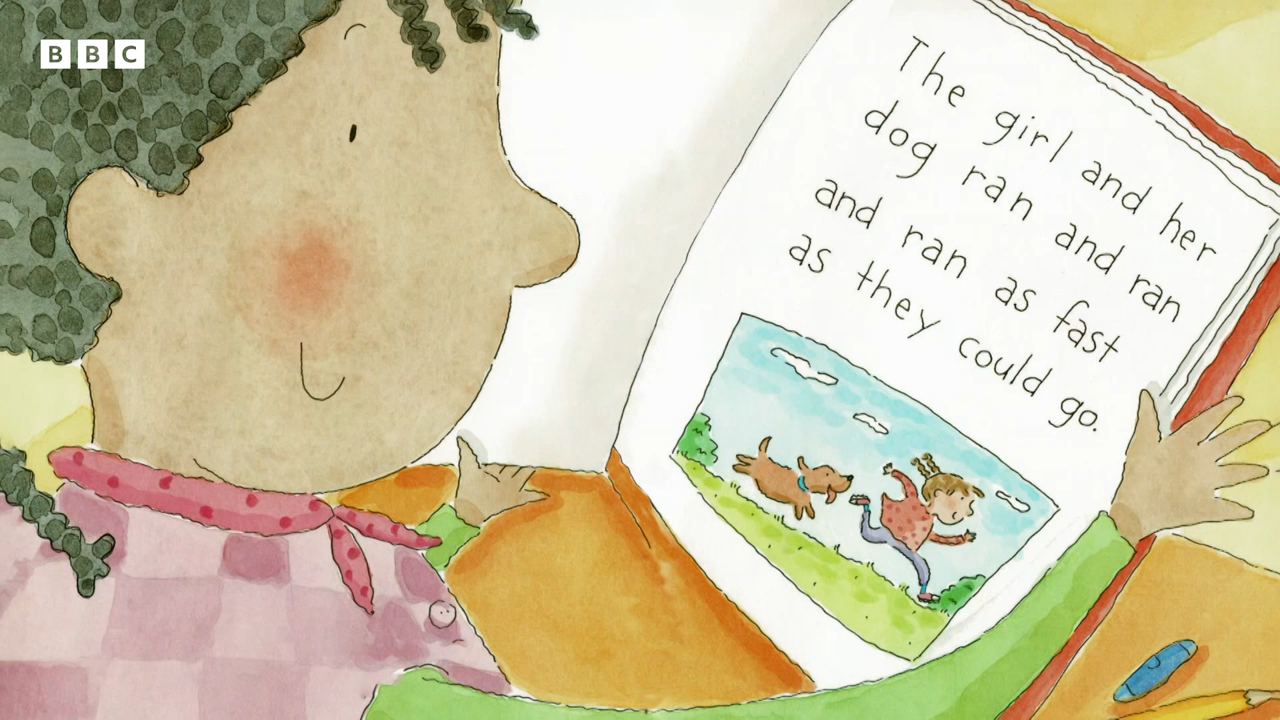 BBC
The girl and her
dog ran and ran
and ran as fast
as they could go.